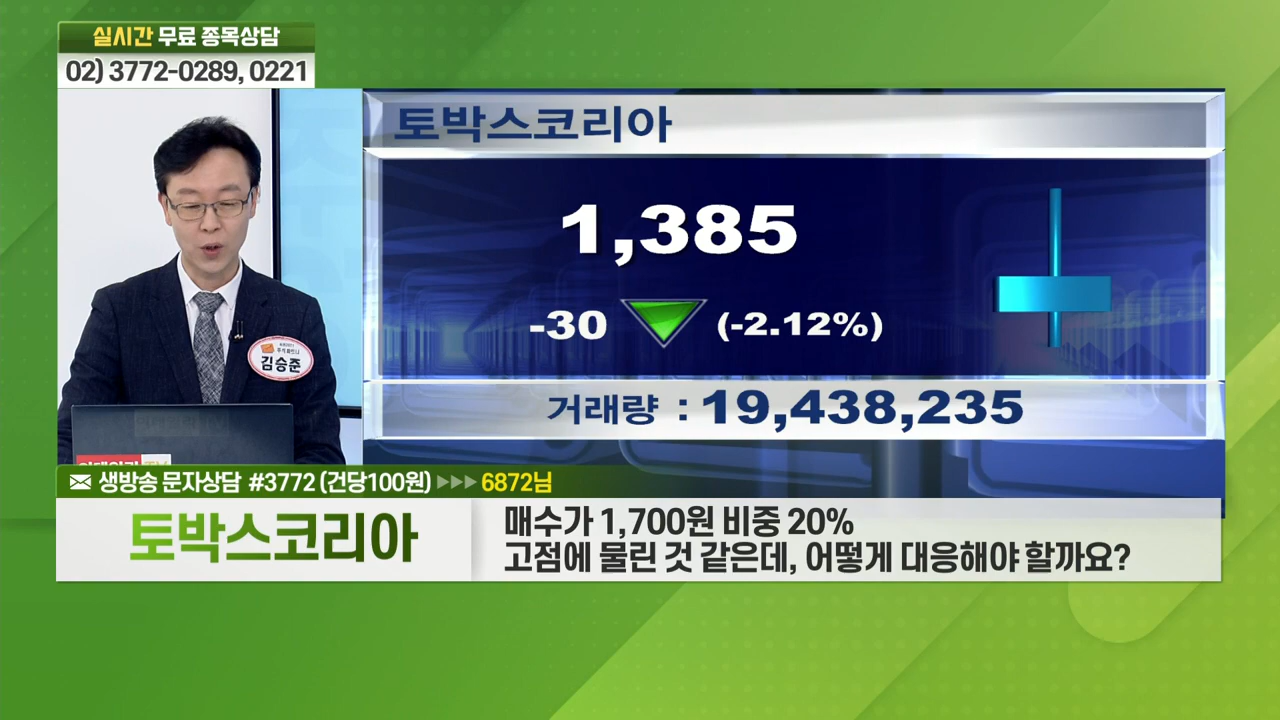 실시간 무료 종목상담
02) 3772-0289, 0221
토박스코리아
1,385
-30 (-2.12%)
거래량 : 19,438,235
김승준
생방송 문자상담 #3772 (건당100원) 6872님
토박스코리아
매수가 1,700원 비중 20%
고점에 물린 것 같은데, 어떻게 대응해야 할까요?